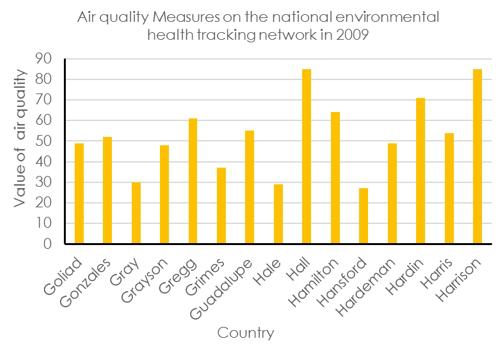 Air quality Measures on the national environmental
health tracking network in 2009
Value of air quality
90
80
70
60
50
40
30
20
10
0
Goliad
Gonzales
Gray
Grayson
Gregg
Grimes
Guadalupe
Hale
Hall
Hamilton
Hansford
Hardeman
Hardin
Harris
Harrison
Country